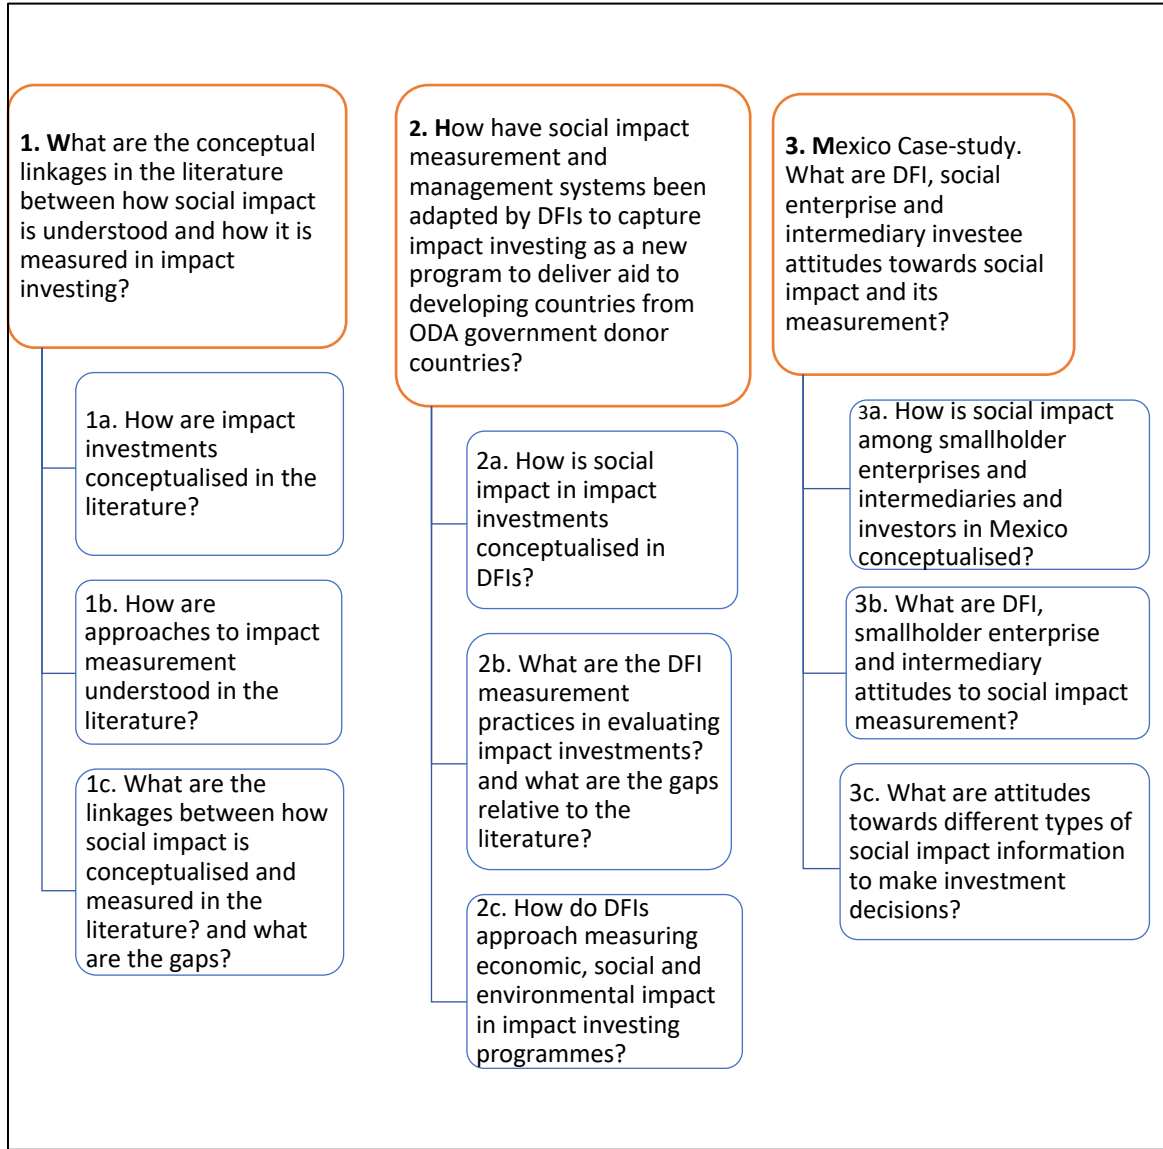 1. What are the conceptual
linkages in the literature
between how social impact
is understood and how it is
measured in impact
investing?
1a. How are impact
investments
conceptualised in the
literature?
1b. How are
approaches to impact
measurement
understood in the
literature?
1c. What are the
linkages between how
social impact is
conceptualised and
measured in the
literature? and what
are the gaps?
2. How have social impact
measurement and
management systems been
adapted by DFIs to capture
impact investing as a new
program to deliver aid to
developing countries from
ODA government donor
countries?
2a. How is social
impact in impact
investments
conceptualised in
DFIs?
2b. What are the DFI
measurement
practices in evaluating
impact investments?
and what are the gaps
relative to the
literature?
2c. How do DFIs
approach measuring
economic, social and
environmental impact
in impact investing
programmes?
3. Mexico Case-study.
What are DFI, social
enterprise and
intermediary investee
attitudes towards social
impact and its
measurement?
3a. How is social impact
among smallholder
enterprises and
intermediaries and
investors in Mexico
conceptualised?
3b. What are DFI,
smallholder enterprise
and intermediary
attitudes to social impact
measurement?
3c. What are attitudes
towards different types of
social impact information
to make investment
decisions?